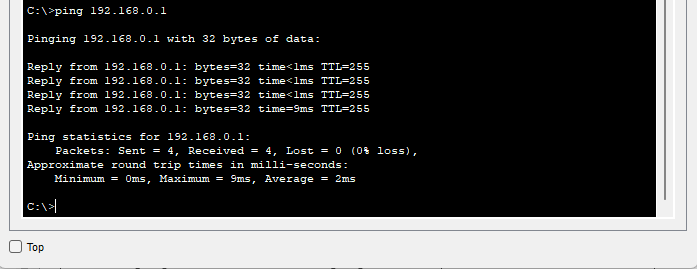 C:\>ping 192.168.0.1
Pinging 192.168.0.1 with 32 bytes of data:
Reply from 192.168.0.1: bytes=32 time<1ms TTL=255
Reply from 192.168.0.1: bytes=32 time<1ms TTL=255
Reply from 192.168.0.1: bytes=32 time<1ms TTL=255
Reply from 192.168.0.1: bytes=32 time=9ms TTL=255
Ping statistics for 192.168.0.1:
Packets: Sent = 4, Received = 4, Lost = 0 (0% loss),
Approximate round trip times in milli-seconds:
Minimum = 0ms, Maximum = 9ms, Average = 2ms
C:\>
Top